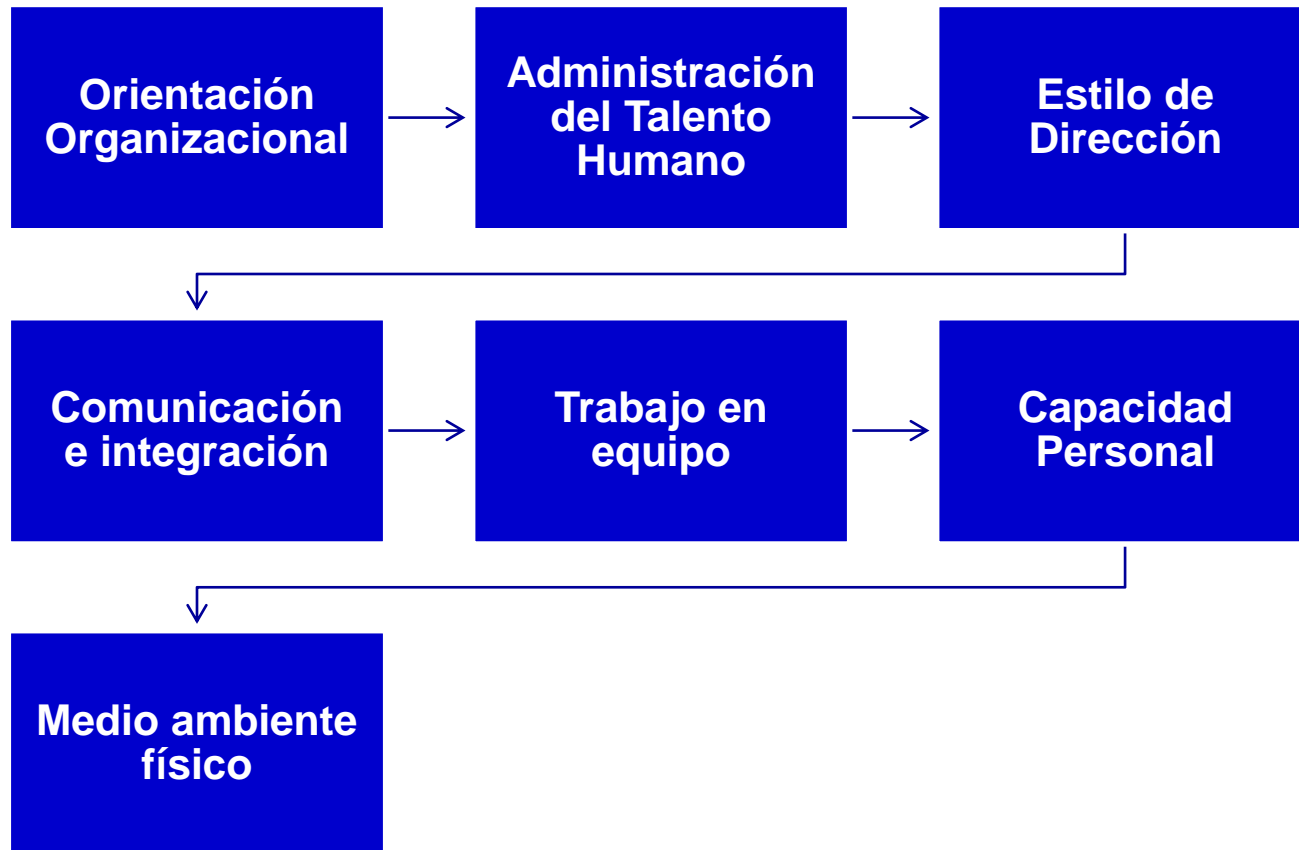 Orientación
Organizacional
Administración
del Talento
Humano
Estilo de
Dirección
Comunicación
e integración
Trabajo en
equipo
Capacidad
Personal
Medio ambiente
físico